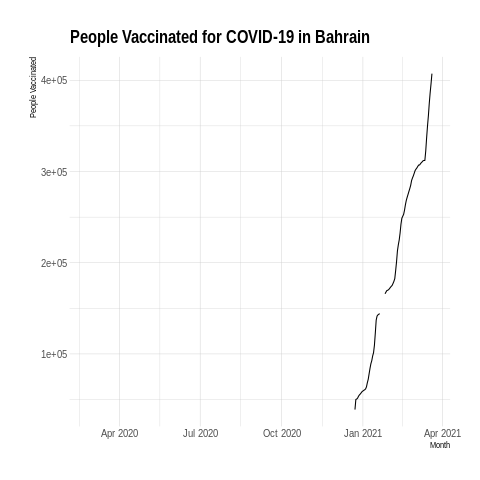 People Vaccinated for COVID-19 in Bahrain
People Vaccinated
4e+05
3e+05
2e+05
1e+05
Apr 2020 Jul 2020 Oct 2020 Jan 2021 Apr 2021
Month